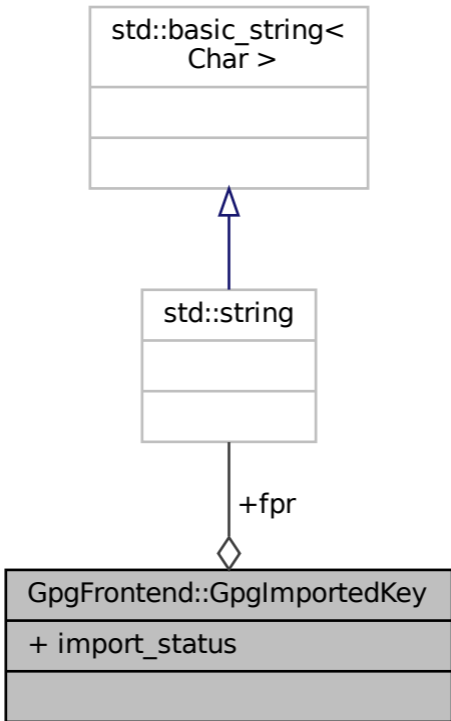 std::basic_string<
Char >
std::string
+fpr
GpgFrontend::GpgImportedKey
+ import_status